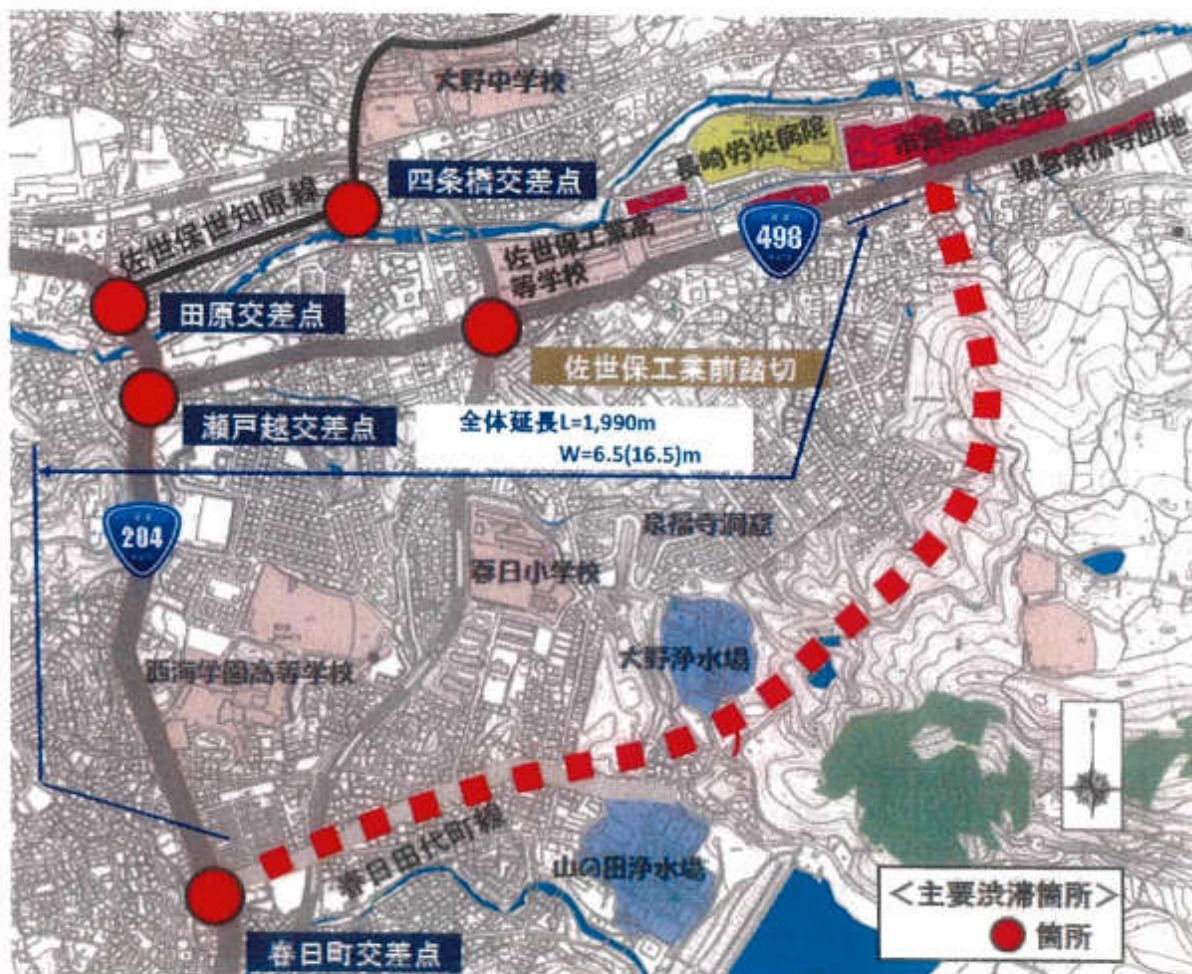 大野中学校
長崎労災病院
市営泉福寺住宅
県営泉福寺団地
四条橋交差点
佐世保世知原線
498
佐世保工業高
等学校
田原交差点
佐世保工業前踏切
瀬戸越交差点
全体延長L=1,990m
W=6.5(16.5)m
204
泉福寺洞窟
春日小学校
大野浄水場
西海学園高等学校
春日田代町線
山の田浄水場
＜主要渋滞箇所＞
箇所
春日町交差点